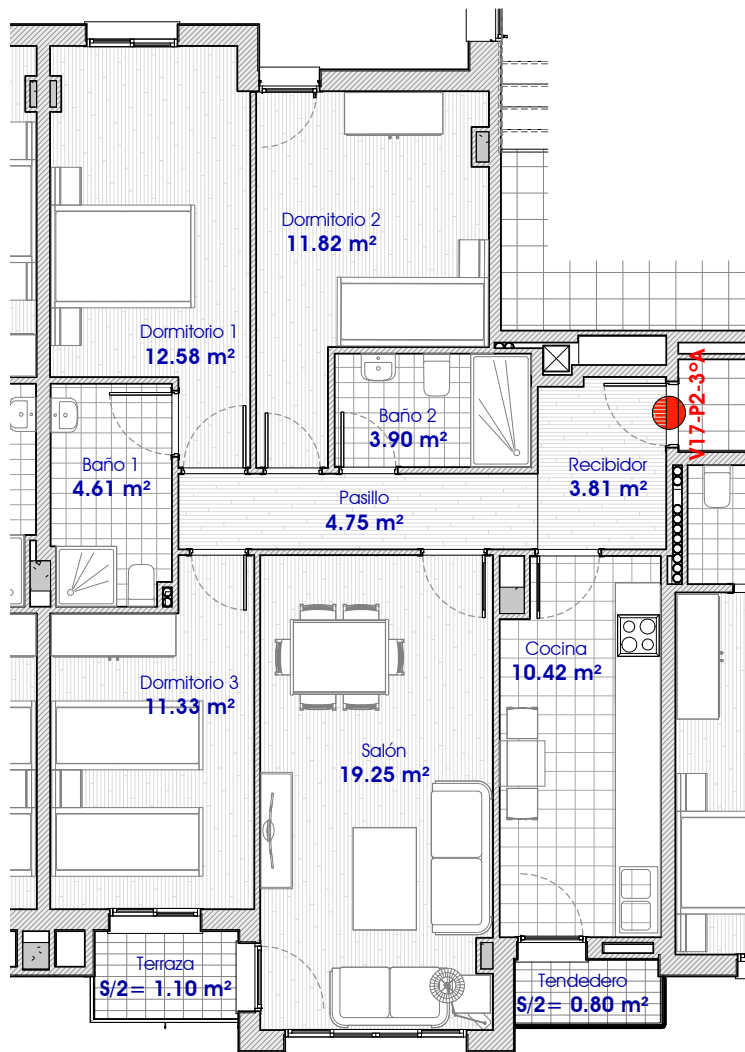 Dormitorio 2
11.82 m²
Dormitorio 1
12.58 m²
V17-P2-3ºA
Baño 2
3.90 m²
Baño 1
4.61 m²
Recibidor
3.81 m²
Pasillo
4.75 m²
Cocina
10.42 m²
Dormitorio 3
11.33 m²
Salón
19.25 m²
Terraza
S/2= 1.10 m²
Tendedero
S/2= 0.80 m²